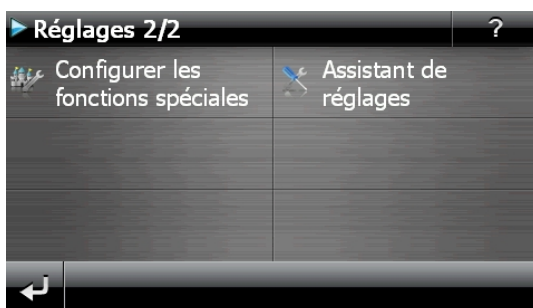 Réglages 2/2
?
Configurer les
fonctions spéciales
Assistant de
réglages